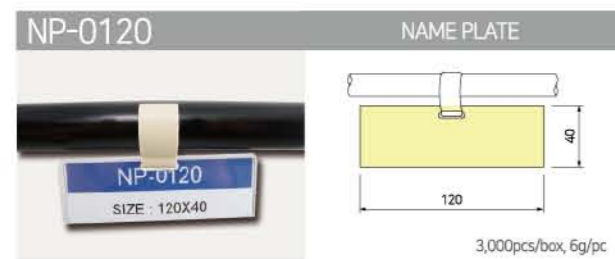 NP-0120
NAME PLATE
NP-0120
SIZE : 120X40
40
120
3,000pcs/box, 6g/pc